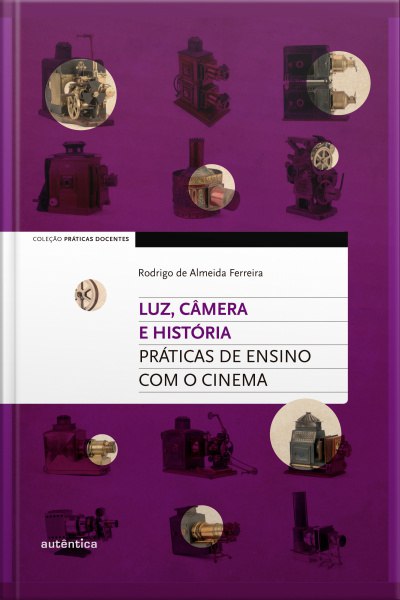 COLEÇÃO PRÁTICAS DOCENTES
Rodrigo de Almeida Ferreira
LUZ, CÂMERA
E HISTÓRIA
PRÁTICAS DE ENSINO
COM O CINEMA
autêntica